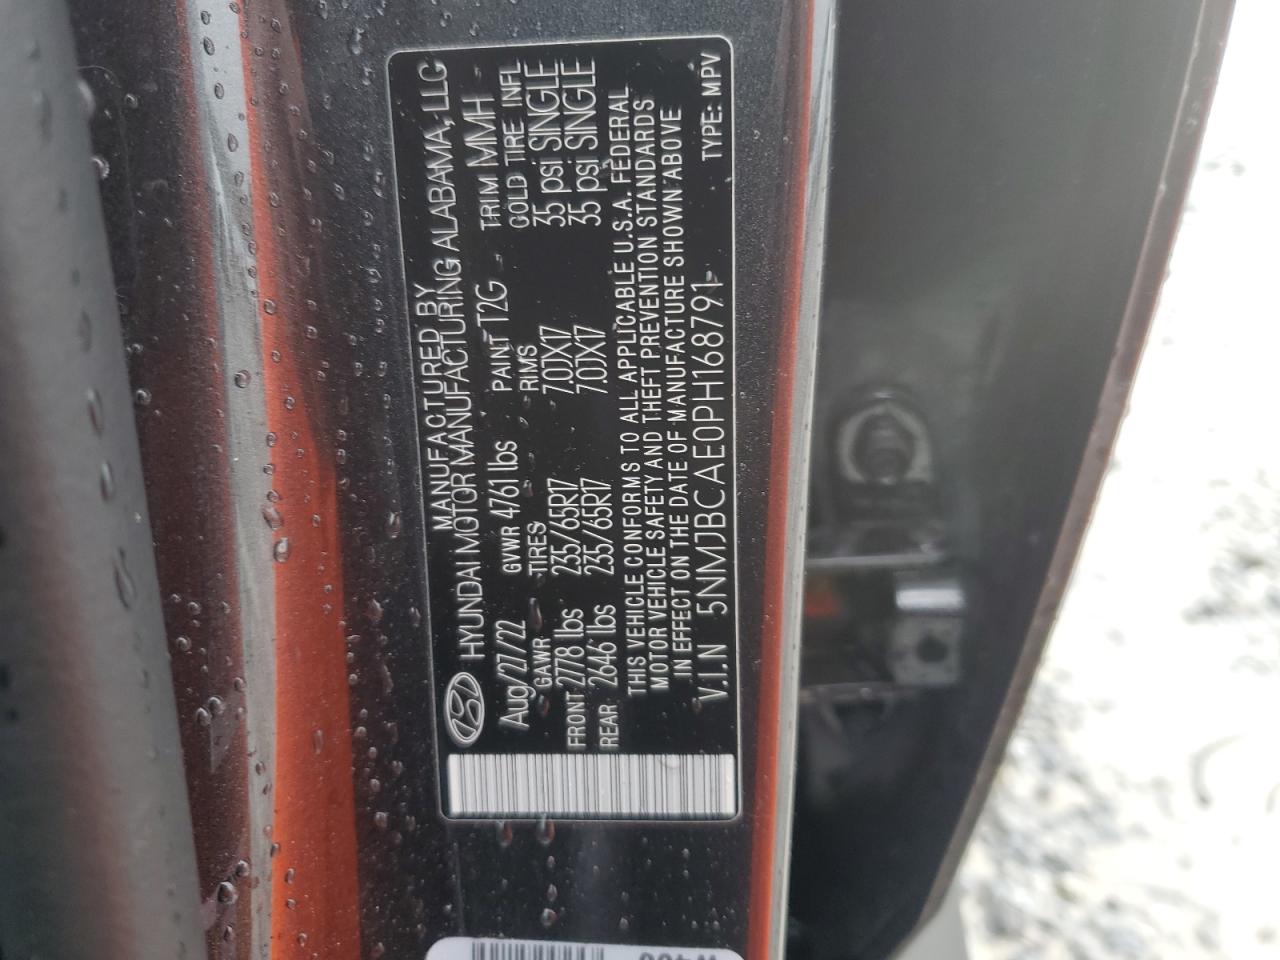 MANUFACTURED BY
HYUNDAI MOTOR MANUFACTURING ALABAMA, LLC
Aug/27/22 GVWR 4761 lbs PAINT T2G TRIM MMH
GAWR TIRES RIMS COLD TIRE INFL
FRONT 2778 lbs 235/65R17 7.0JX17 35 psi SINGLE
REAR 2646 lbs 235/65R17 7.0JX17 35 psi SINGLE
THIS VEHICLE CONFORMS TO ALL APPLICABLE U.S.A. FEDERAL
MOTOR VEHICLE SAFETY AND THEFT PREVENTION STANDARDS
IN EFFECT ON THE DATE OF MANUFACTURE SHOWN ABOVE
V.I.N 5NMJBCAE0PH168791 TYPE: MPV